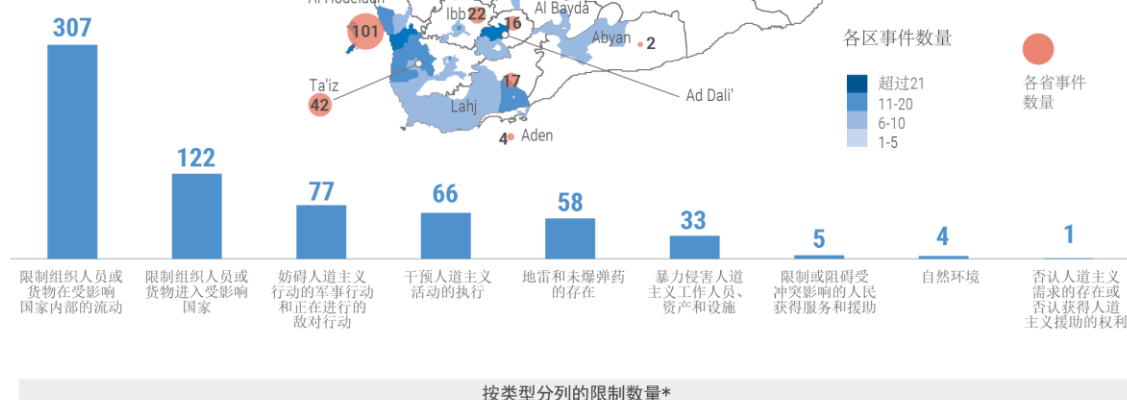 307
Ibb 22
Al Bayda
16
101
Abyan
2
各区事件数量
Ta'iz
17
超过21
各省事件
数量
42
Lahj
Ad Dali'
11-20
6-10
4
Aden
1-5
122
77
66
58
33
5
4
1
限制组织人员或
货物在受影响
国家内部的流动
限制组织人员或
货物进入受影响
国家
妨碍人道主义
行动的军事行动
和正在进行的
敌对行动
干预人道主义
活动的执行
地雷和未爆弹药
的存在
暴力侵害人道
主义工作人员、
资产和设施
限制或阻碍受
冲突影响的人民
获得服务和援助
自然环境
否认人道主义
需求的存在或
否认获得人道
主义援助的权利
按类型分列的限制数量*